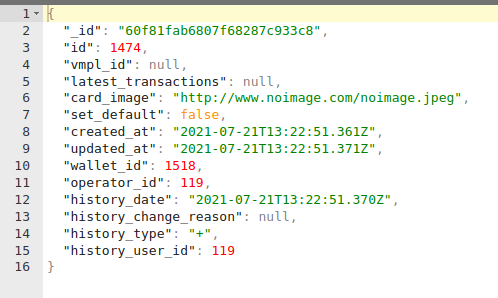 1 {
2 "_id": "60f81fab6807f68287c933c8",
3 "id": 1474,
4 "vmpl_id": null,
5 "latest_transactions": null,
6 "card_image": "http://www.noimage.com/noimage.jpeg",
7 "set_default": false,
8 "created_at": "2021-07-21T13:22:51.361Z",
9 "updated_at": "2021-07-21T13:22:51.371Z",
10 "wallet_id": 1518,
11 "operator_id": 119,
12 "history_date": "2021-07-21T13:22:51.370Z",
13 "history_change_reason": null,
14 "history_type": "+",
15 "history_user_id": 119
16 }